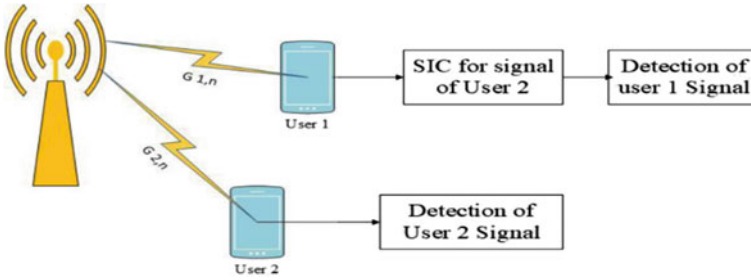 G 1,n
User 1
SIC for signal
of User 2
Detection of
user 1 Signal
G 2,n
User 2
Detection of
User 2 Signal